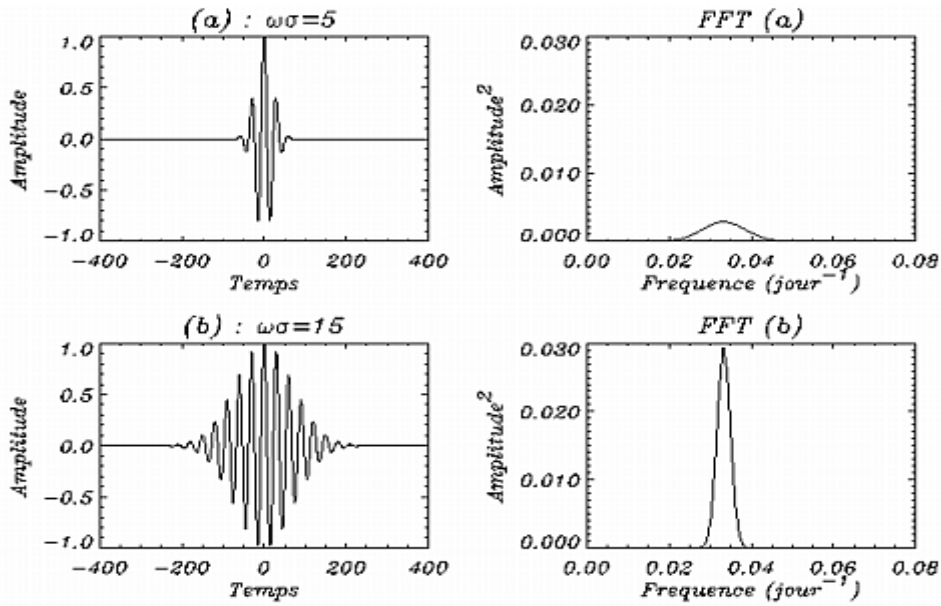 (a) : ωσ=5
1.0
0.5
0.0
−0.5
−1.0
Amplitude
−400 −200 0 200 400
Temps
FFT (a)
0.030
0.020
0.010
0.000
Amplitude²
0.00 0.02 0.04 0.06 0.08
Frequence (jour⁻¹)
(b) : ωσ=15
1.0
0.5
0.0
−0.5
−1.0
Amplitude
−400 −200 0 200 400
Temps
FFT (b)
0.030
0.020
0.010
0.000
Amplitude²
0.00 0.02 0.04 0.06 0.08
Frequence (jour⁻¹)